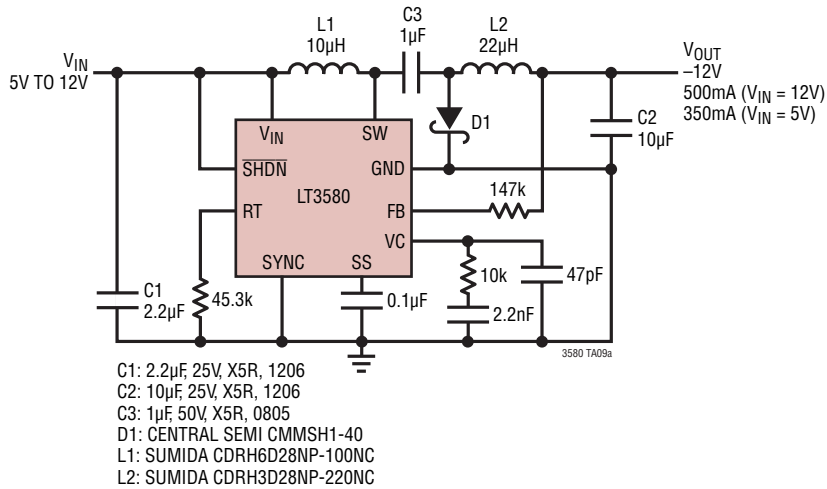 L1
10µH
C3
1µF
L2
22µH
VIN
5V TO 12V
VOUT
–12V
500mA (VIN = 12V)
350mA (VIN = 5V)
D1
C2
10µF
VIN
SW
SHDN
GND
LT3580
147k
RT
FB
VC
SYNC
SS
C1
2.2µF
45.3k
0.1µF
10k
47pF
2.2nF
3580 TA09a
C1: 2.2µF, 25V, X5R, 1206
C2: 10µF, 25V, X5R, 1206
C3: 1µF, 50V, X5R, 0805
D1: CENTRAL SEMI CMMSH1-40
L1: SUMIDA CDRH6D28NP-100NC
L2: SUMIDA CDRH3D28NP-220NC